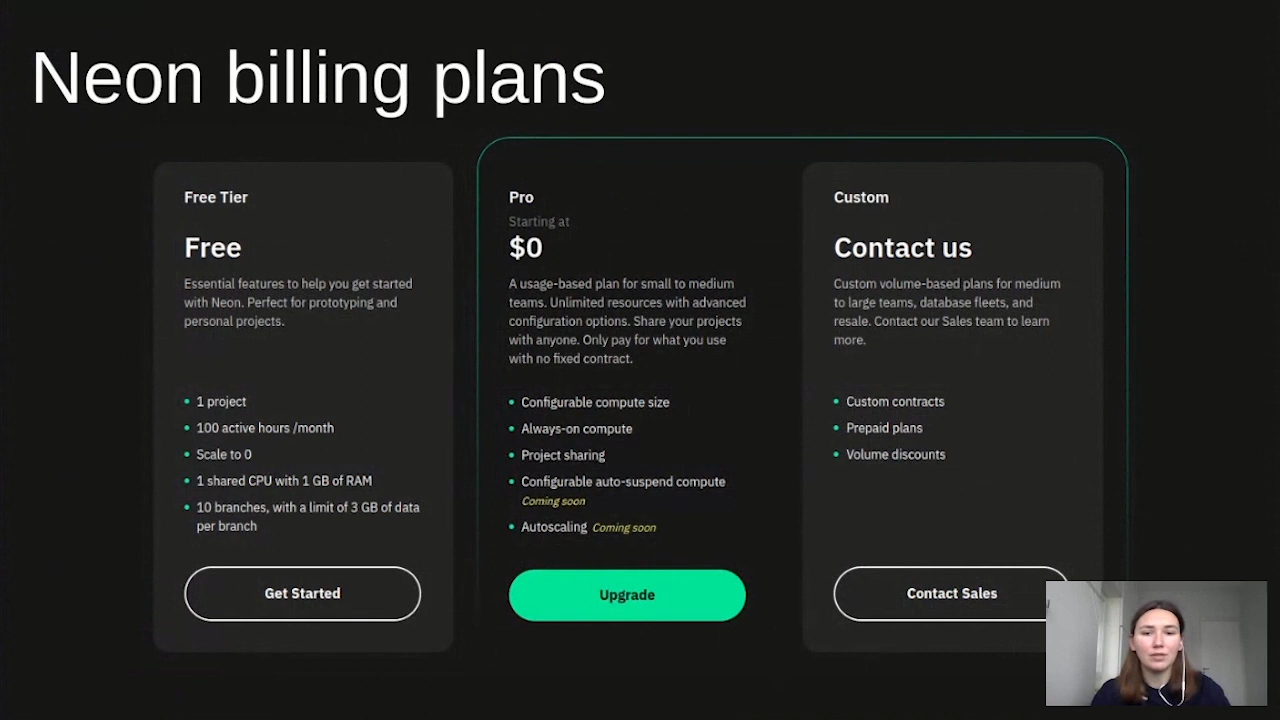 Neon billing plans
Free Tier
Free
Essential features to help you get started
with Neon. Perfect for prototyping and
personal projects.
1 project
100 active hours /month
Scale to 0
1 shared CPU with 1 GB of RAM
10 branches, with a limit of 3 GB of data
per branch
Get Started
Pro
Starting at
$0
A usage-based plan for small to medium
teams. Unlimited resources with advanced
configuration options. Share your projects
with anyone. Only pay for what you use
with no fixed contract.
Configurable compute size
Always-on compute
Project sharing
Configurable auto-suspend compute
Coming soon
Autoscaling Coming soon
Upgrade
Custom
Contact us
Custom volume-based plans for medium
to large teams, database fleets, and
resale. Contact our Sales team to learn
more.
Custom contracts
Prepaid plans
Volume discounts
Contact Sales